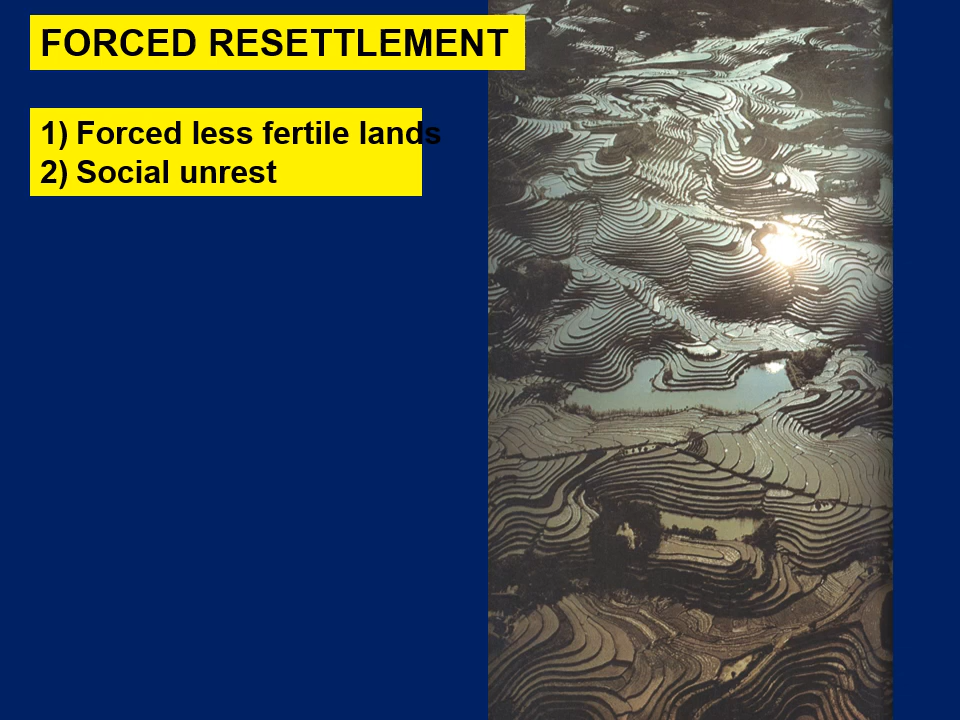 FORCED RESETTLEMENT
1) Forced less fertile lands
2) Social unrest